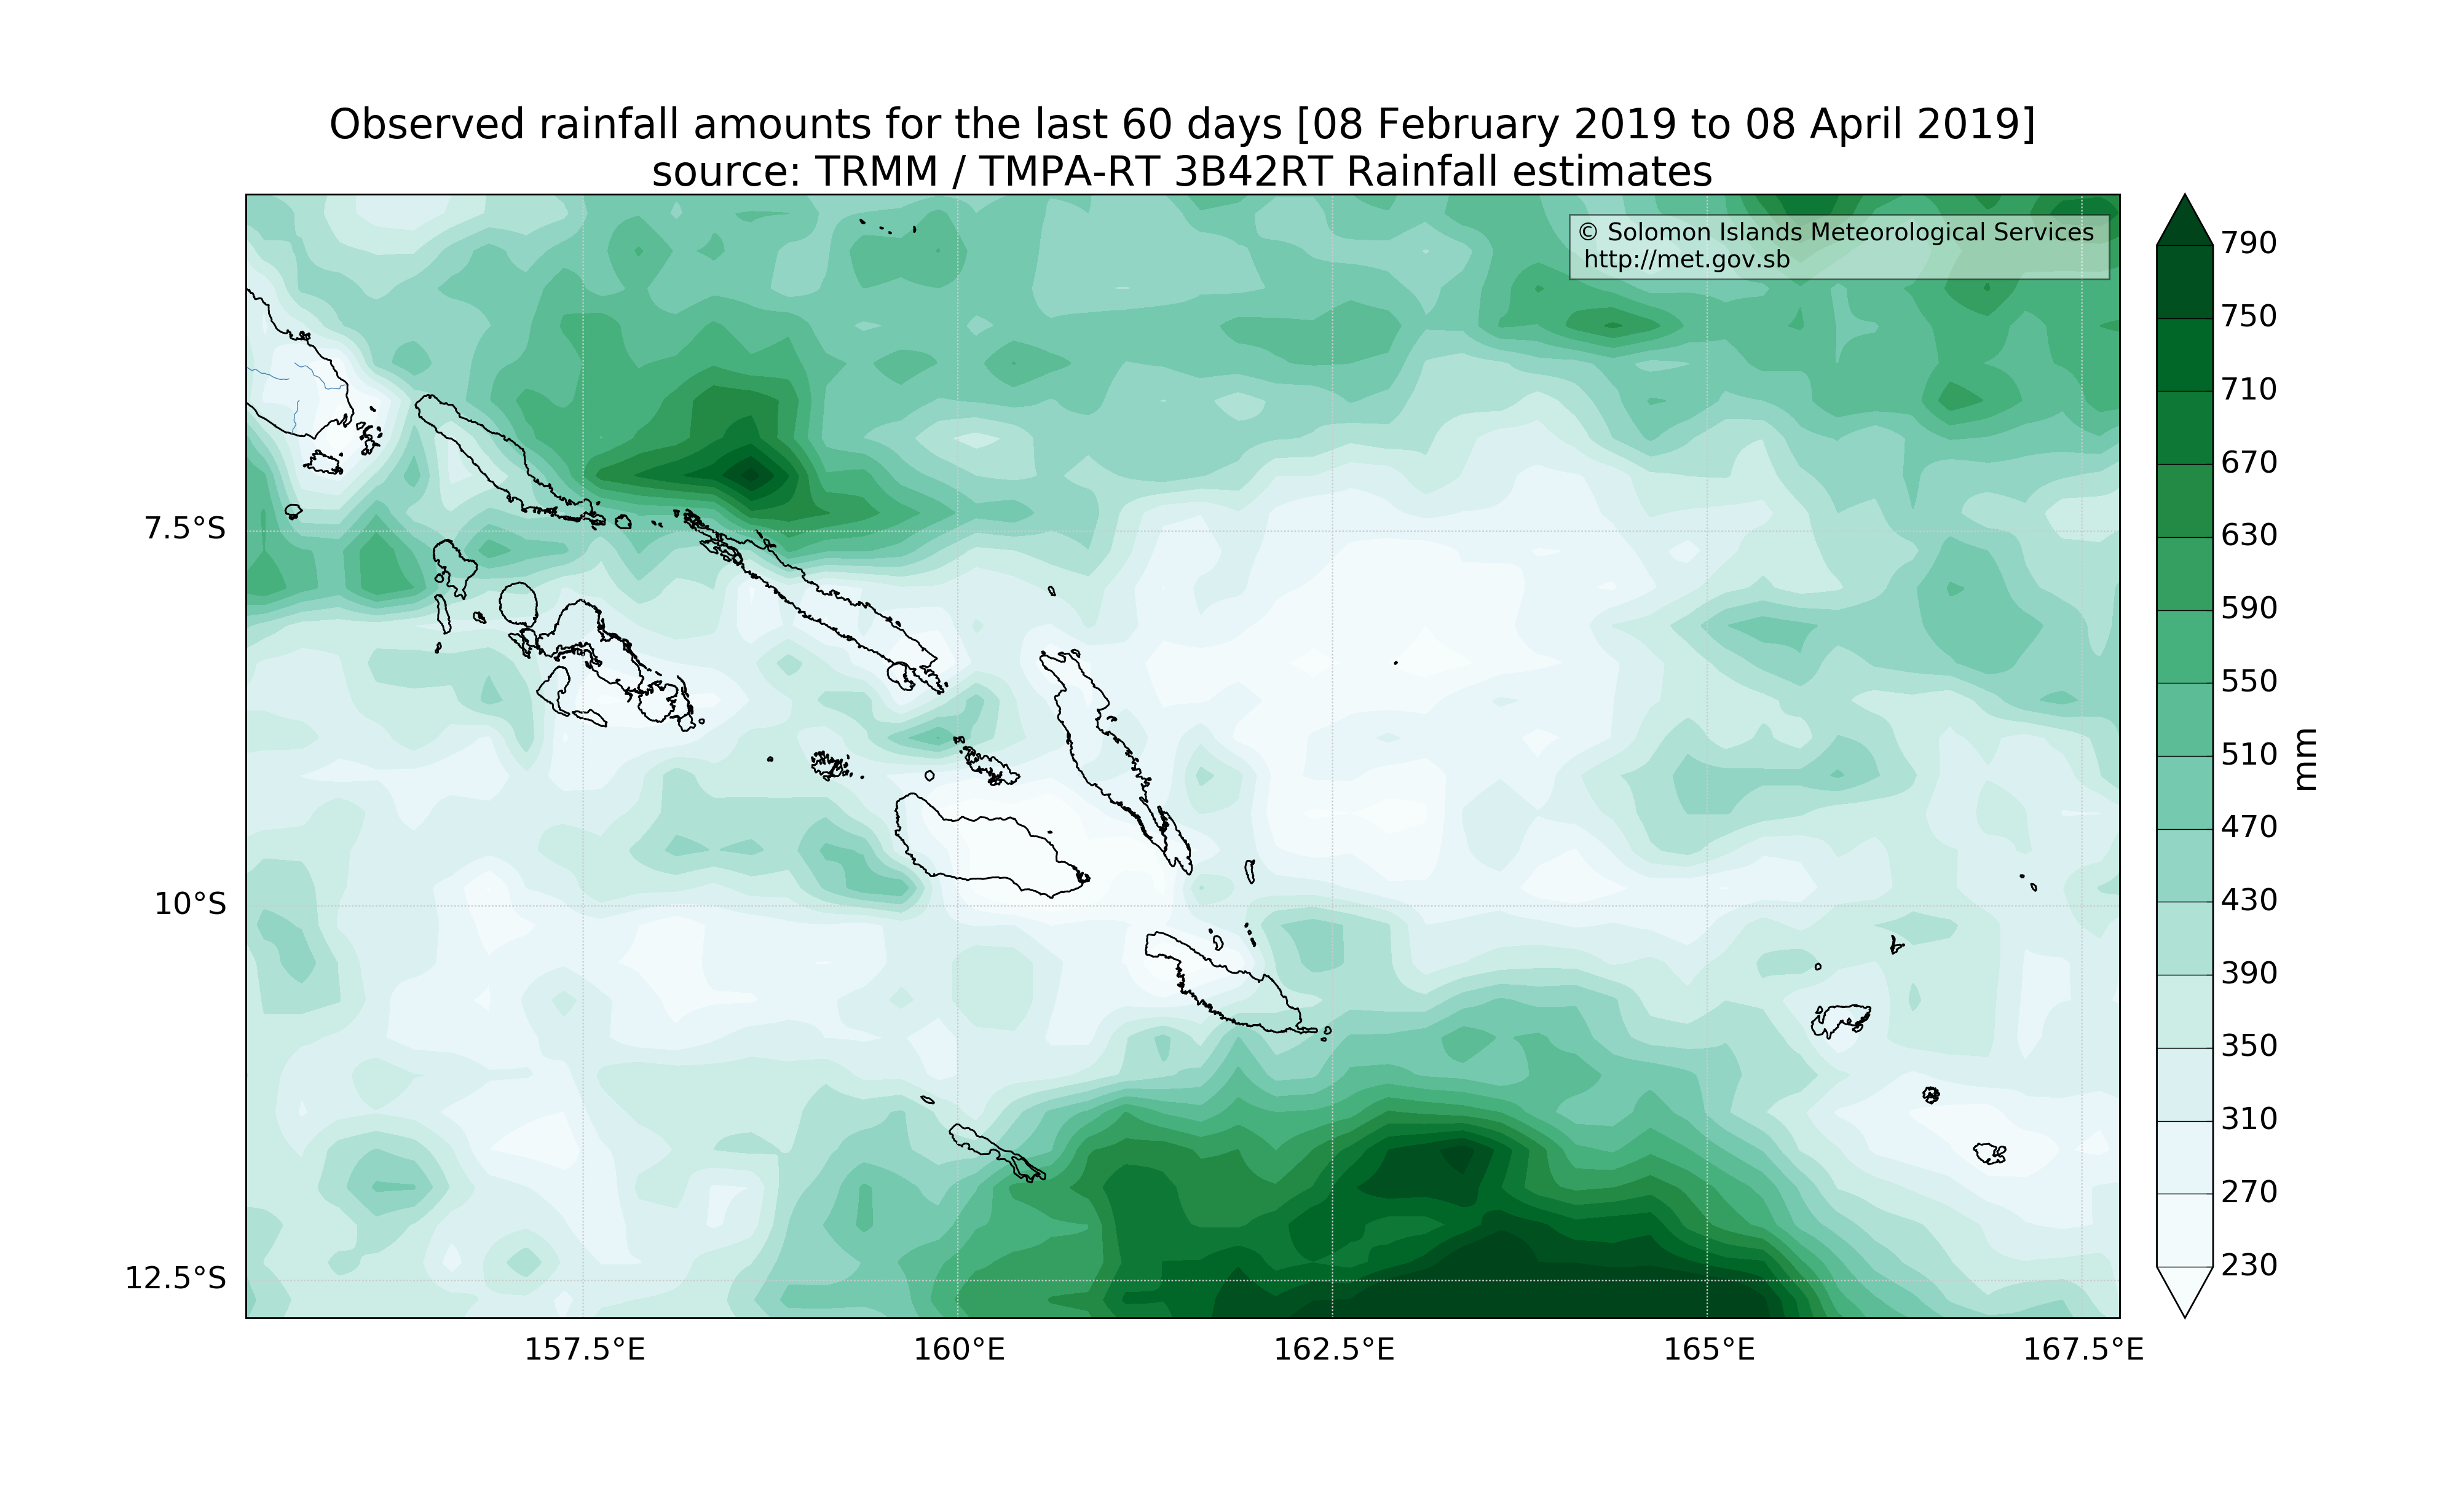 Observed rainfall amounts for the last 60 days [08 February 2019 to 08 April 2019]
source: TRMM / TMPA-RT 3B42RT Rainfall estimates
© Solomon Islands Meteorological Services
http://met.gov.sb
7.5°S
10°S
12.5°S
157.5°E
160°E
162.5°E
165°E
167.5°E
790
750
710
670
630
590
550
510
470
430
390
350
310
270
230
mm